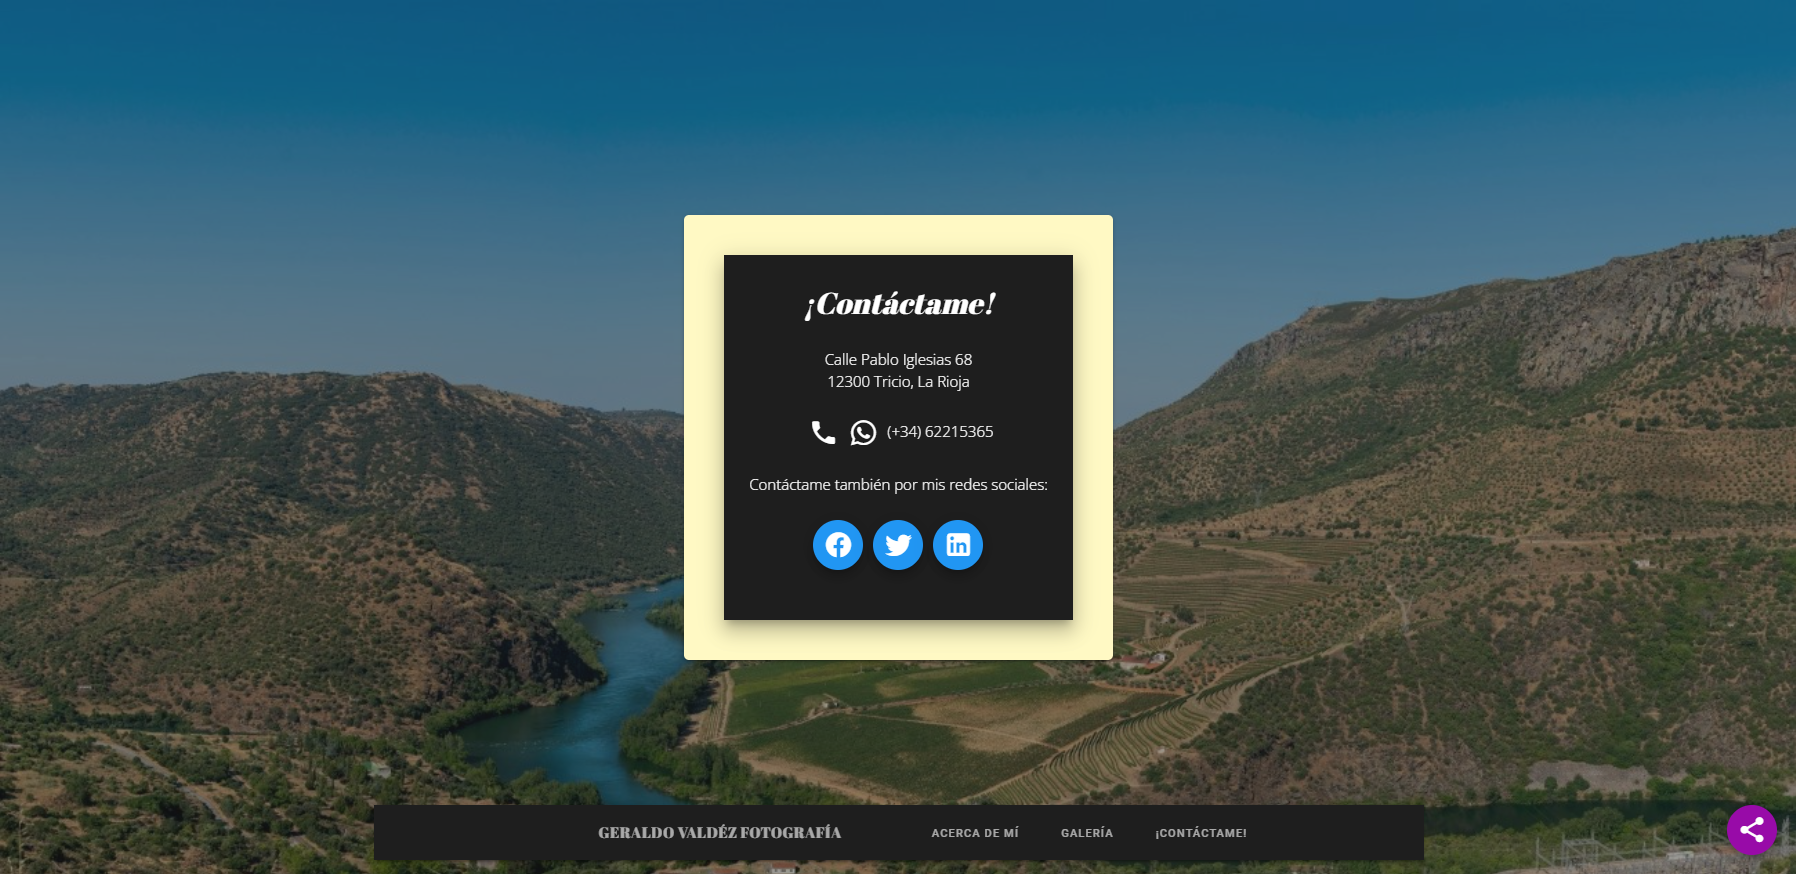 ¡Contáctame!
Calle Pablo Iglesias 68
12300 Tricio, La Rioja
(+34) 62215365
Contáctame también por mis redes sociales:
GERALDO VALDÉZ FOTOGRAFÍA
ACERCA DE MÍ
GALERÍA
¡CONTÁCTAME!